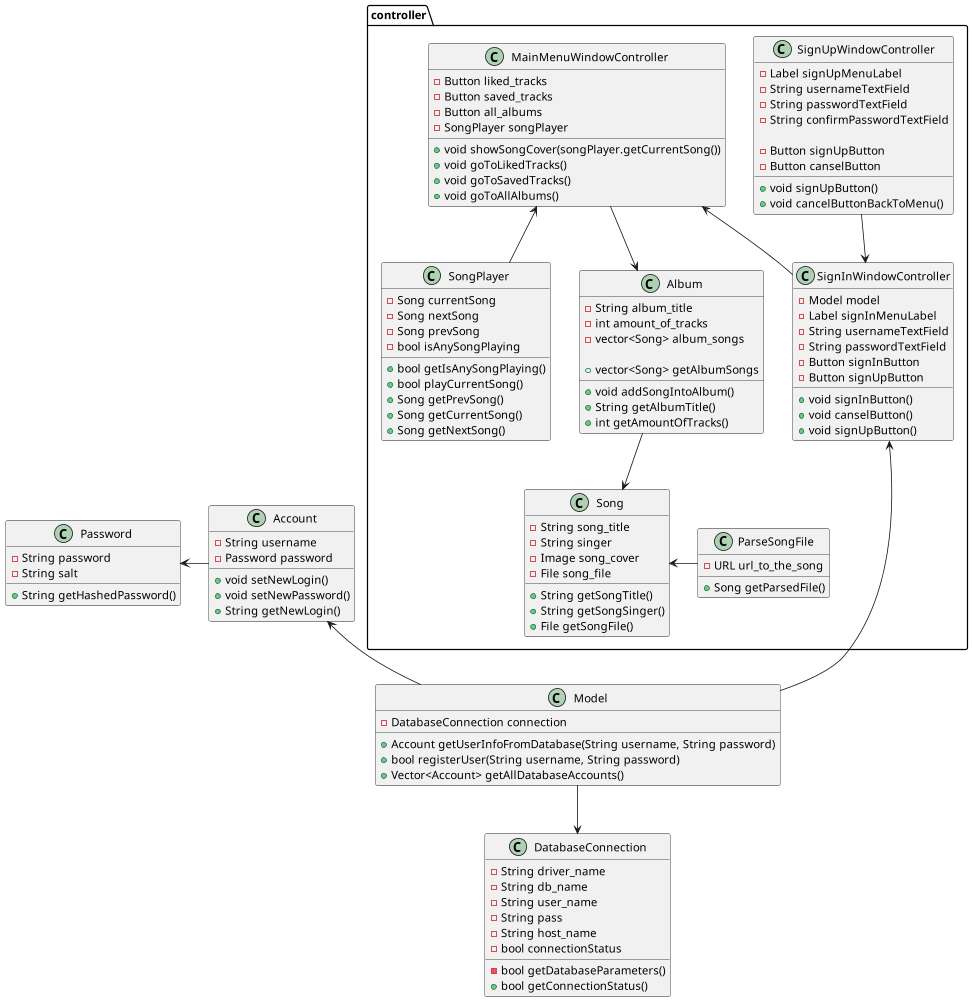 controller
C MainMenuWindowController
Button liked_tracks
Button saved_tracks
Button all_albums
SongPlayer songPlayer
void showSongCover(songPlayer.getCurrentSong())
void goToLikedTracks()
void goToSavedTracks()
void goToAllAlbums()
C SignUpWindowController
Label signUpMenuLabel
String usernameTextField
String passwordTextField
String confirmPasswordTextField
Button signUpButton
Button canselButton
void signUpButton()
void cancelButtonBackToMenu()
C SongPlayer
Song currentSong
Song nextSong
Song prevSong
bool isAnySongPlaying
bool getIsAnySongPlaying()
bool playCurrentSong()
Song getPrevSong()
Song getCurrentSong()
Song getNextSong()
C Album
String album_title
int amount_of_tracks
vector<Song> album_songs
vector<Song> getAlbumSongs
void addSongIntoAlbum()
String getAlbumTitle()
int getAmountOfTracks()
C SignInWindowController
Model model
Label signInMenuLabel
String usernameTextField
String passwordTextField
Button signInButton
Button signUpButton
void signInButton()
void canselButton()
void signUpButton()
C Password
String password
String salt
String getHashedPassword()
C Account
String username
Password password
void setNewLogin()
void setNewPassword()
String getNewLogin()
C Song
String song_title
String singer
Image song_cover
File song_file
String getSongTitle()
String getSongSinger()
File getSongFile()
C ParseSongFile
URL url_to_the_song
Song getParsedFile()
C Model
DatabaseConnection connection
Account getUserInfoFromDatabase(String username, String password)
bool registerUser(String username, String password)
Vector<Account> getAllDatabaseAccounts()
C DatabaseConnection
String driver_name
String db_name
String user_name
String pass
String host_name
bool connectionStatus
bool getDatabaseParameters()
bool getConnectionStatus()